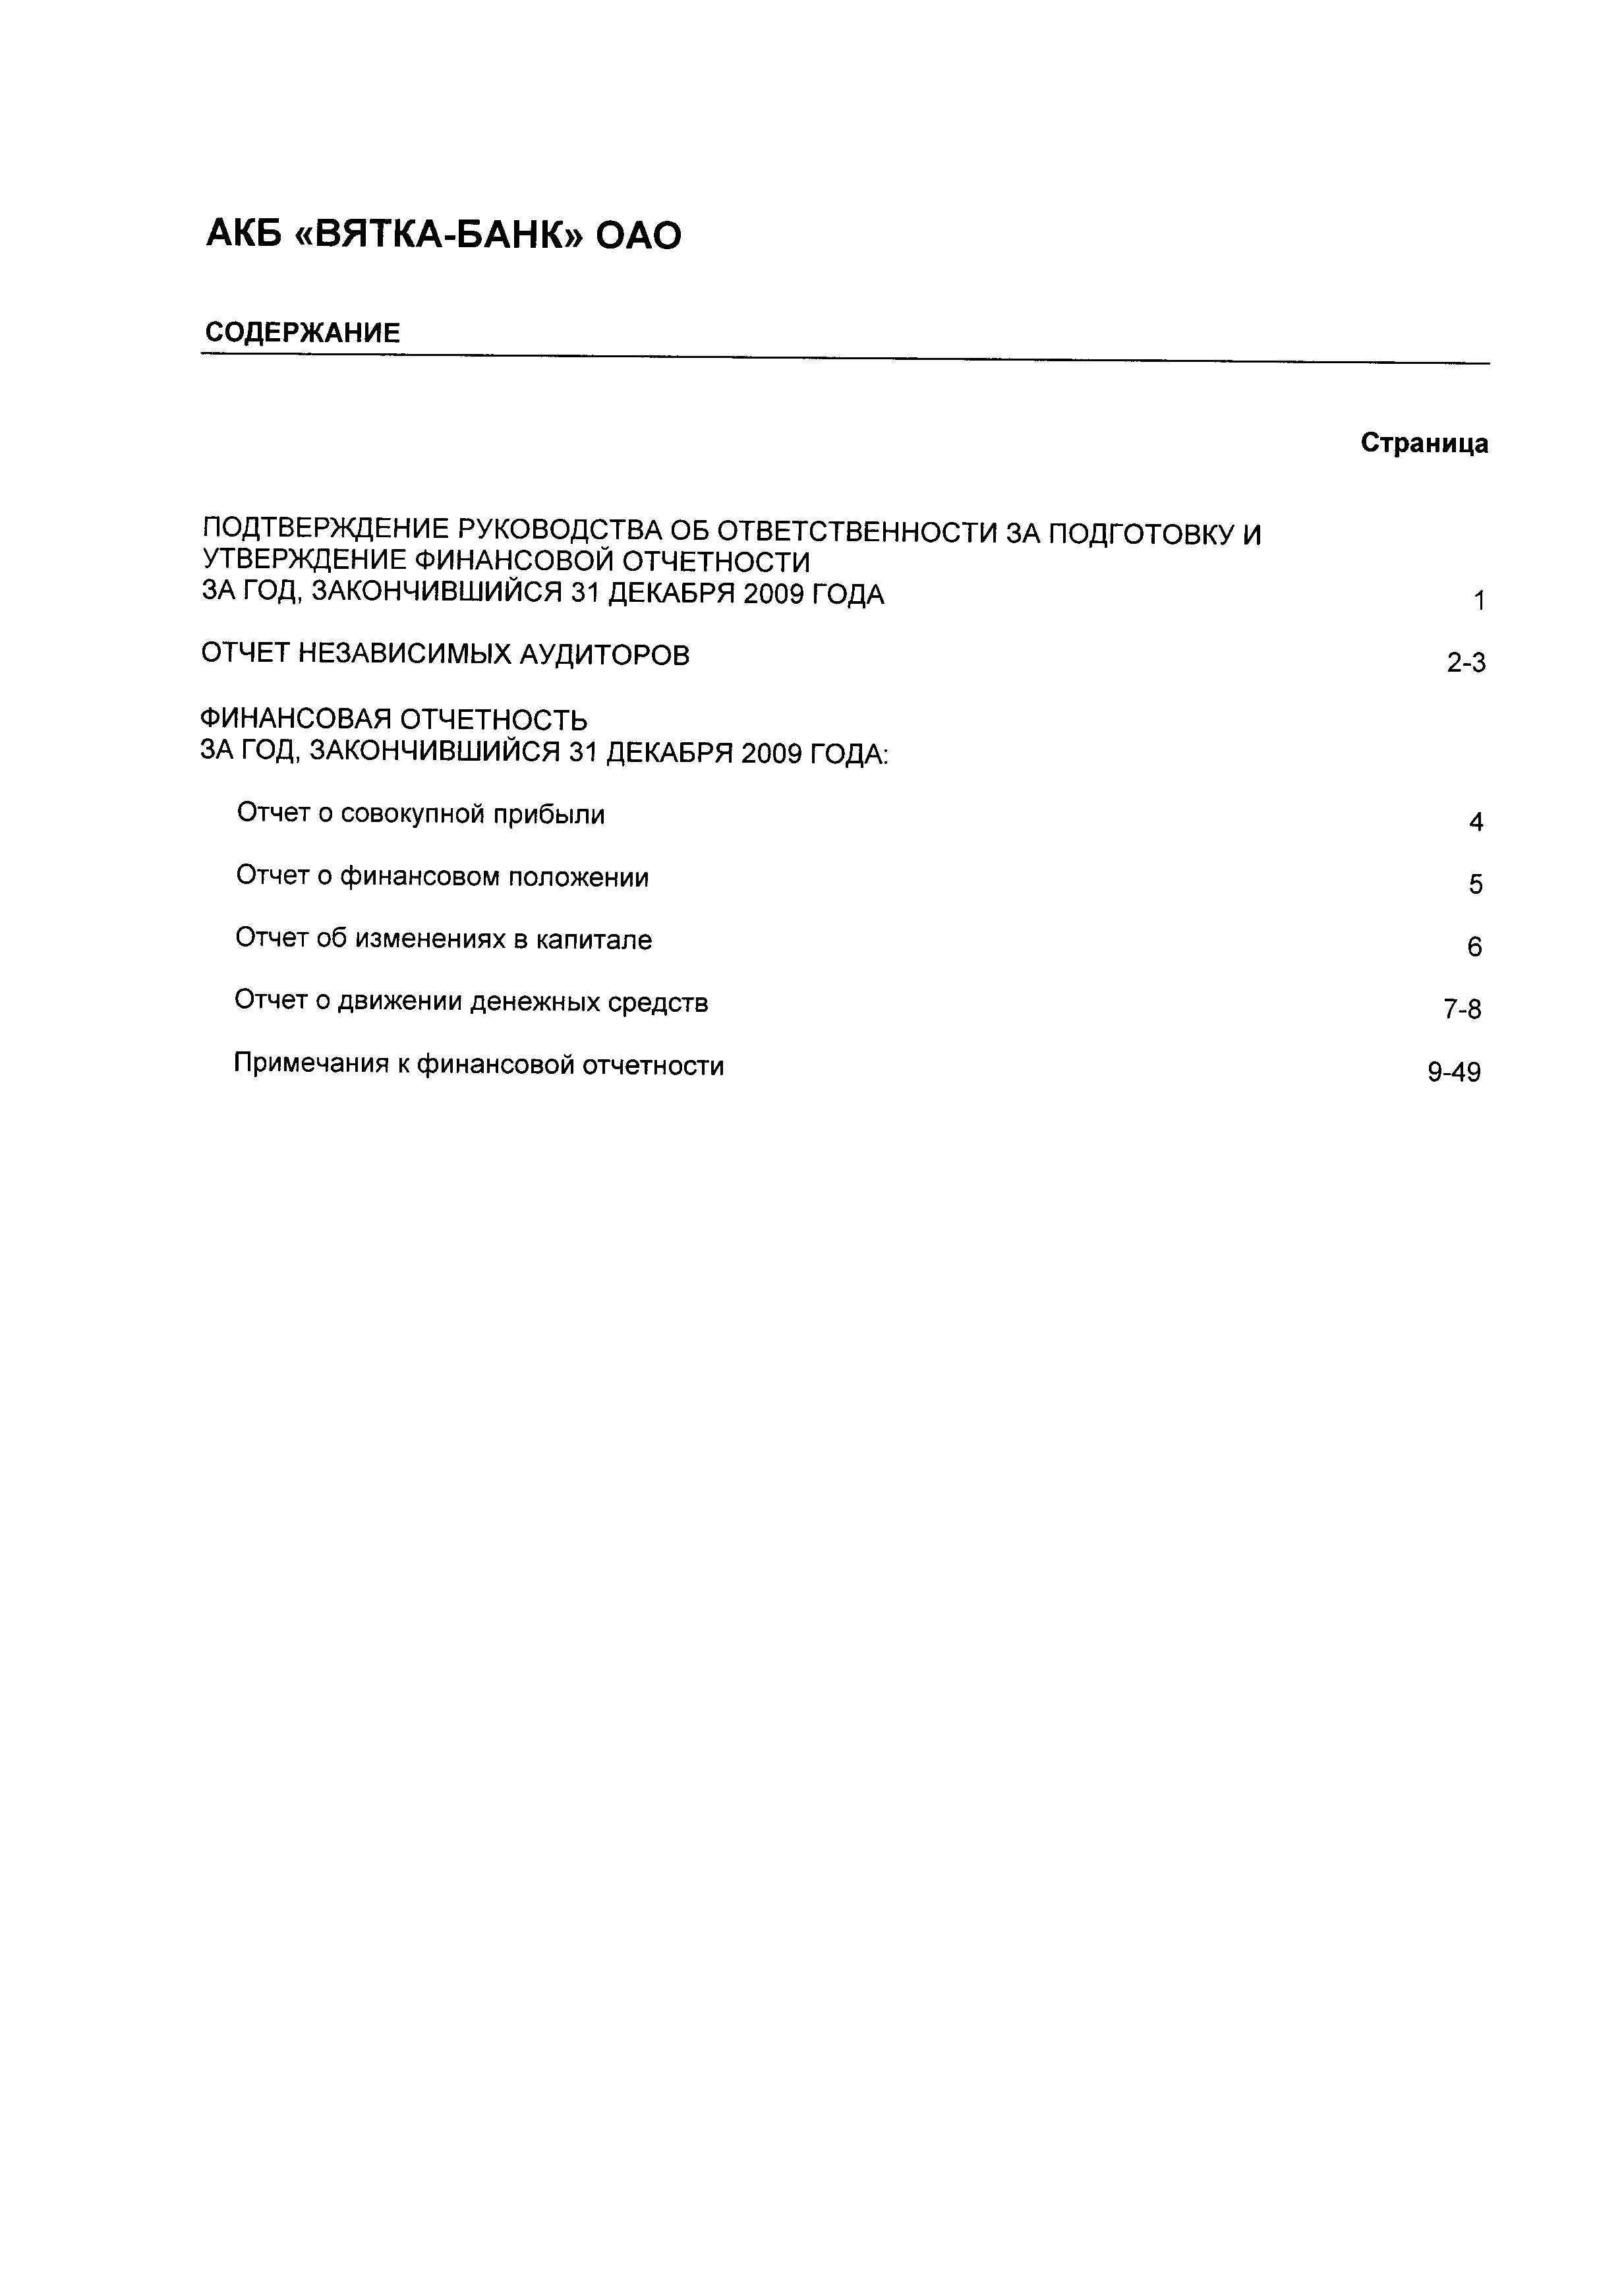 АКБ «ВЯТКА-БАНК» ОАО
СОДЕРЖАНИЕ
Страница
ПОДТВЕРЖДЕНИЕ РУКОВОДСТВА ОБ ОТВЕТСТВЕННОСТИ ЗА ПОДГОТОВКУ И
УТВЕРЖДЕНИЕ ФИНАНСОВОЙ ОТЧЕТНОСТИ
ЗА ГОД, ЗАКОНЧИВШИЙСЯ 31 ДЕКАБРЯ 2009 ГОДА 1
ОТЧЕТ НЕЗАВИСИМЫХ АУДИТОРОВ 2-3
ФИНАНСОВАЯ ОТЧЕТНОСТЬ
ЗА ГОД, ЗАКОНЧИВШИЙСЯ 31 ДЕКАБРЯ 2009 ГОДА:
Отчет о совокупной прибыли 4
Отчет о финансовом положении 5
Отчет об изменениях в капитале 6
Отчет о движении денежных средств 7-8
Примечания к финансовой отчетности 9-49